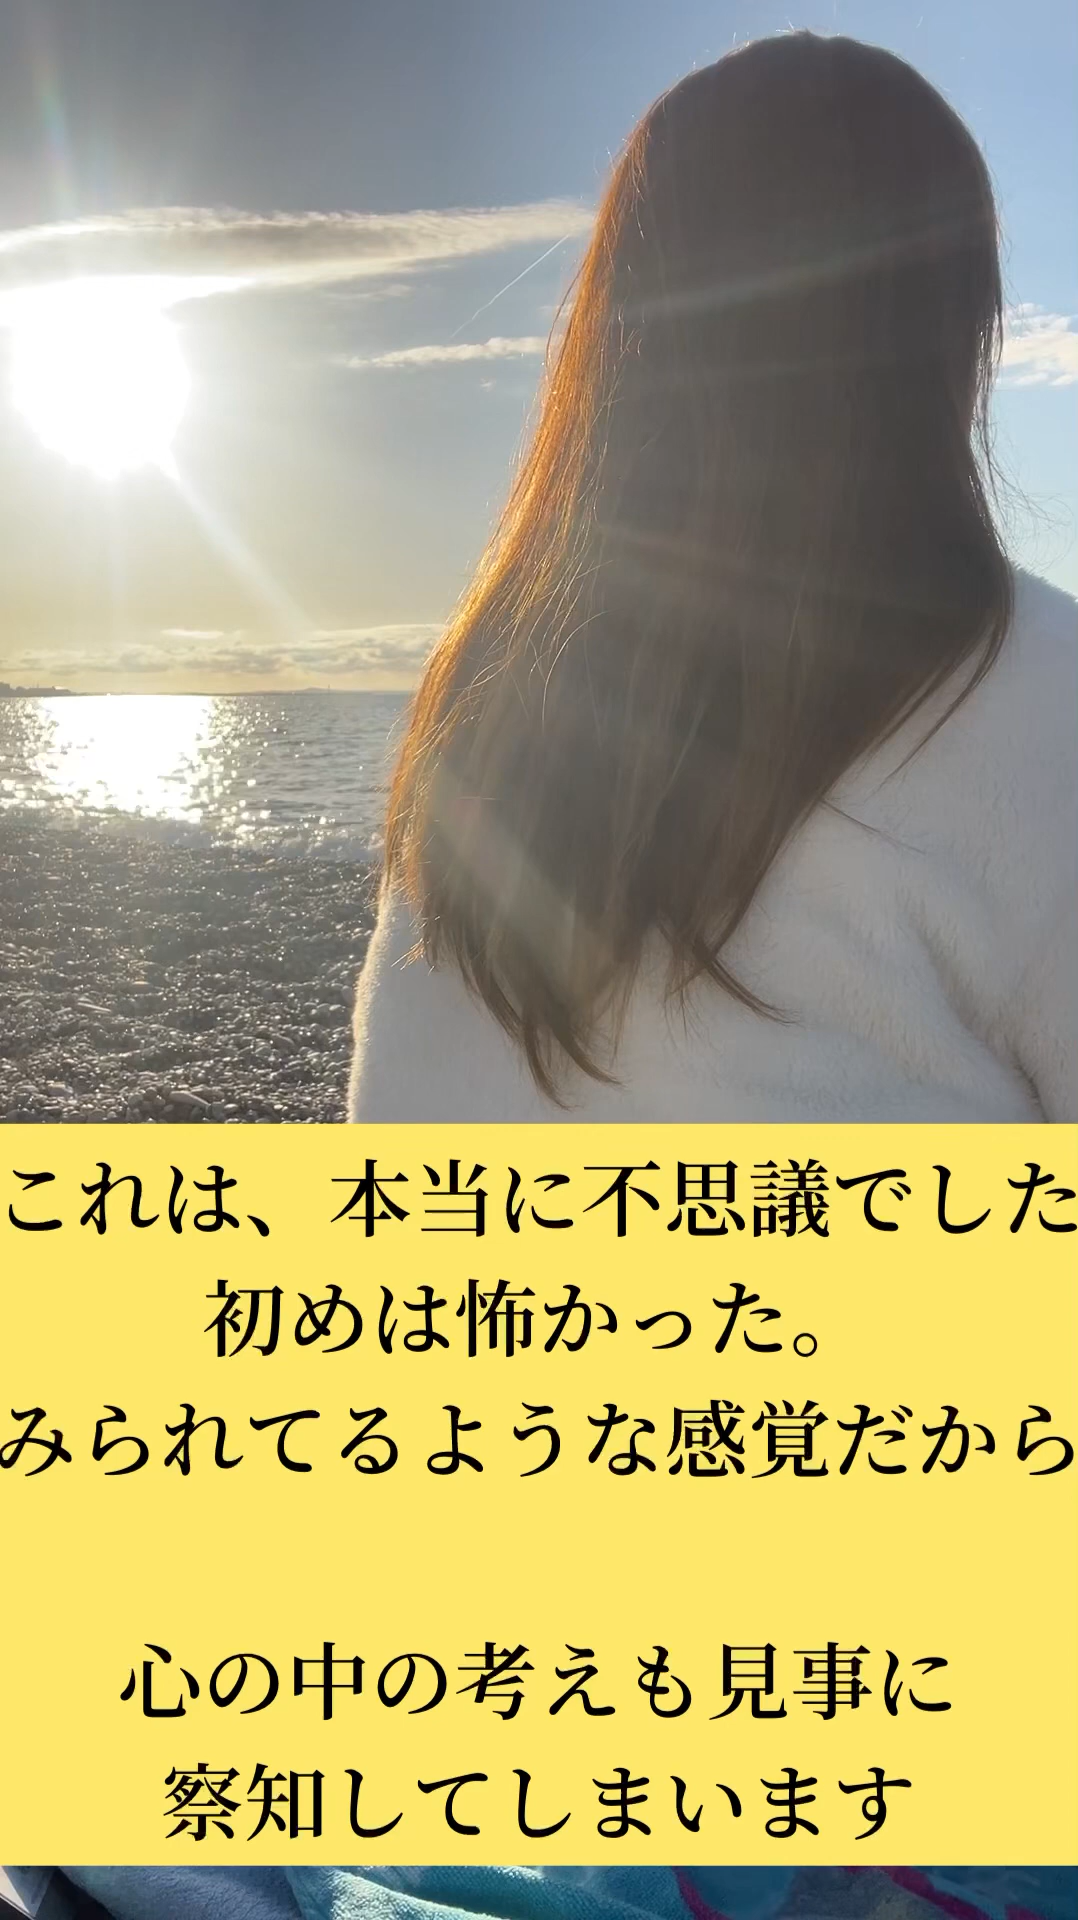 これは、本当に不思議でした
初めは怖かった。
みられてるような感覚だから
心の中の考えも見事に
察知してしまいます